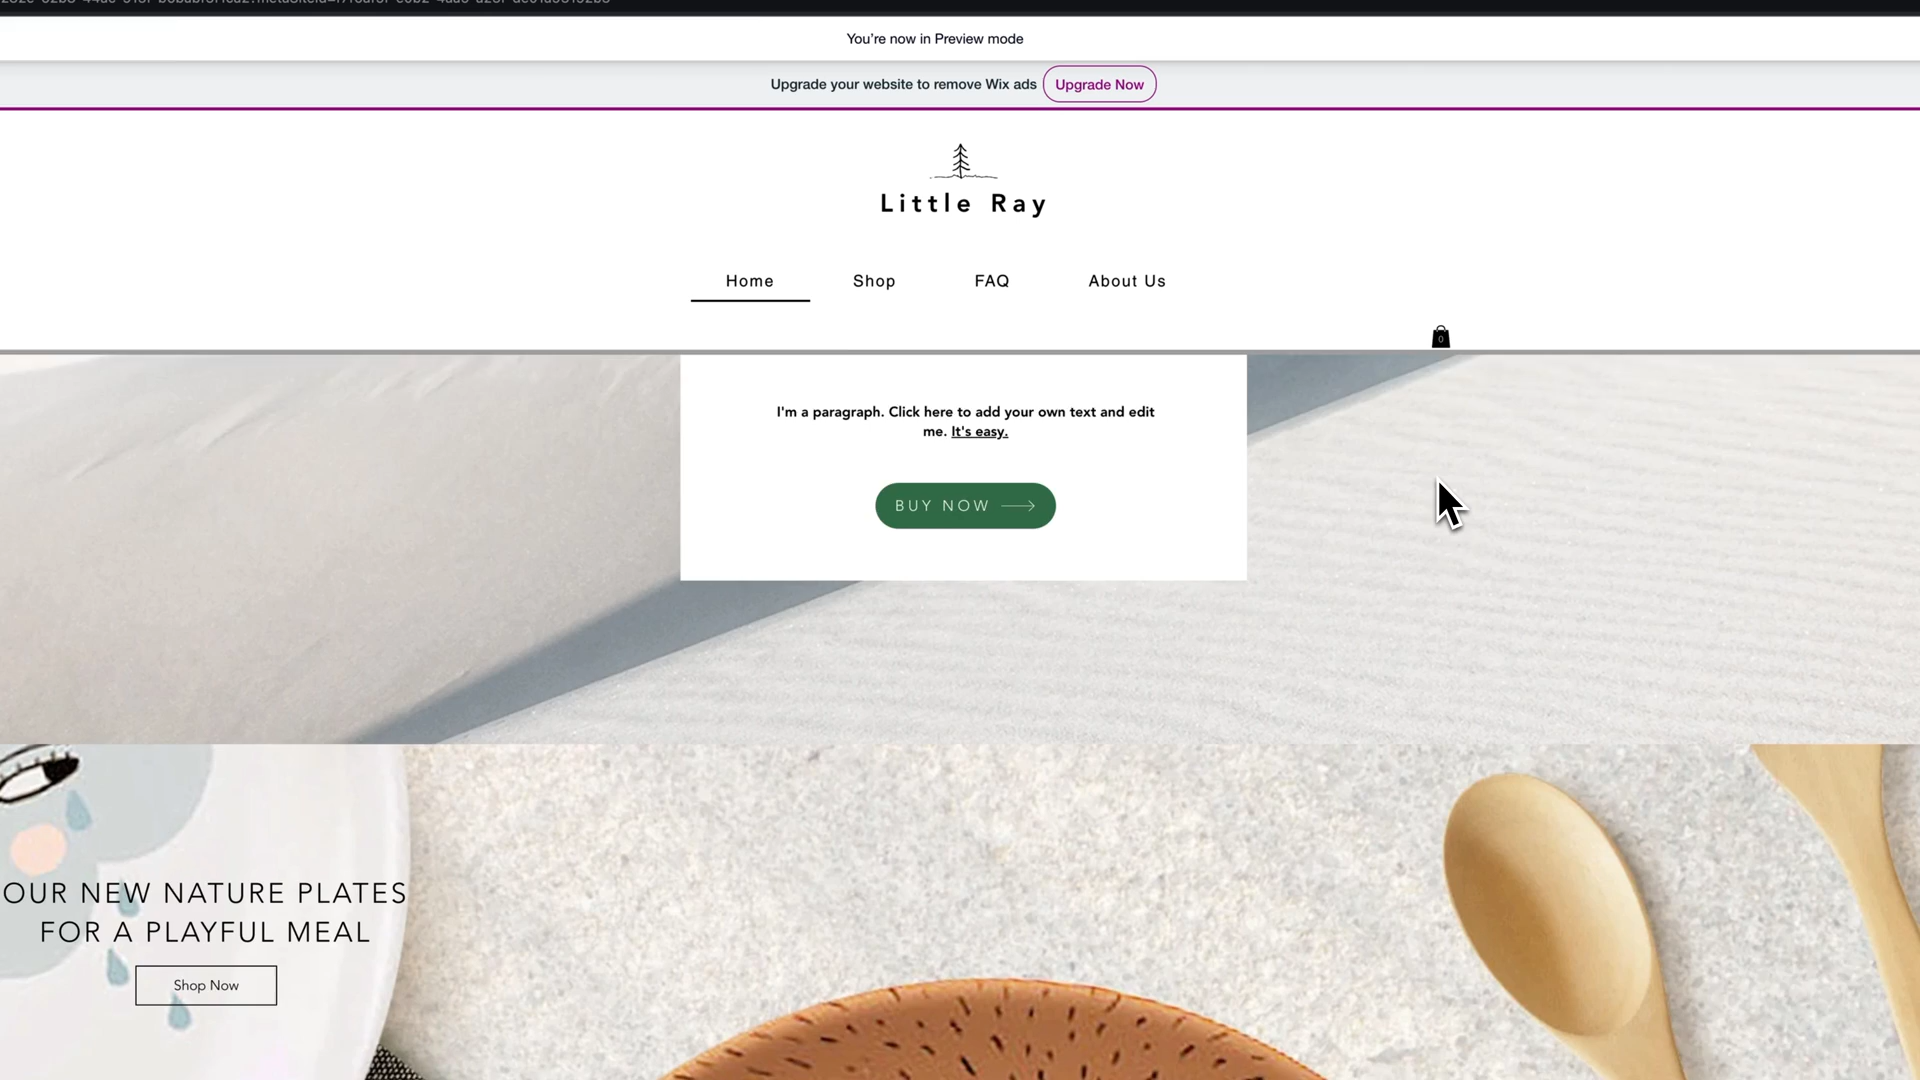 You're now in Preview mode
Upgrade your website to remove Wix ads Upgrade Now
Little Ray
Home Shop FAQ About Us
0
I'm a paragraph. Click here to add your own text and edit
me. It's easy.
BUY NOW
OUR NEW NATURE PLATES
FOR A PLAYFUL MEAL
Shop Now